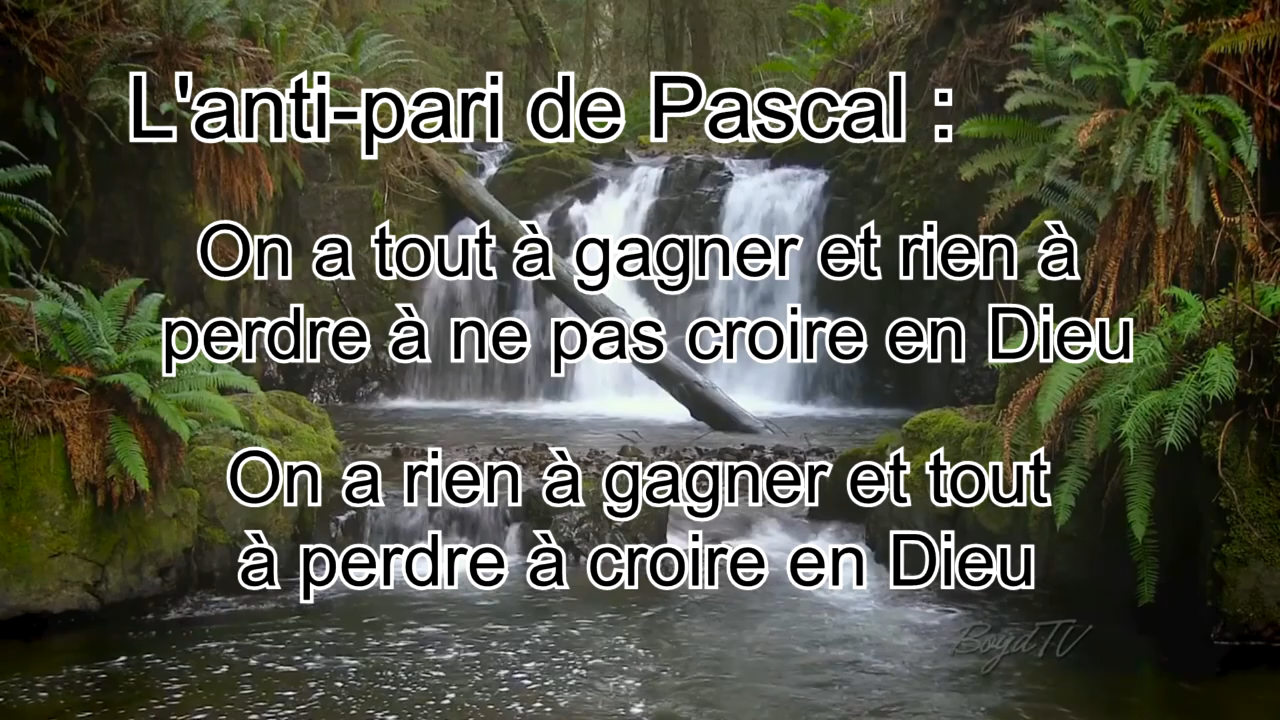 L'anti-pari de Pascal :
On a tout à gagner et rien à
perdre à ne pas croire en Dieu
On a rien à gagner et tout
à perdre à croire en Dieu
BoydTV